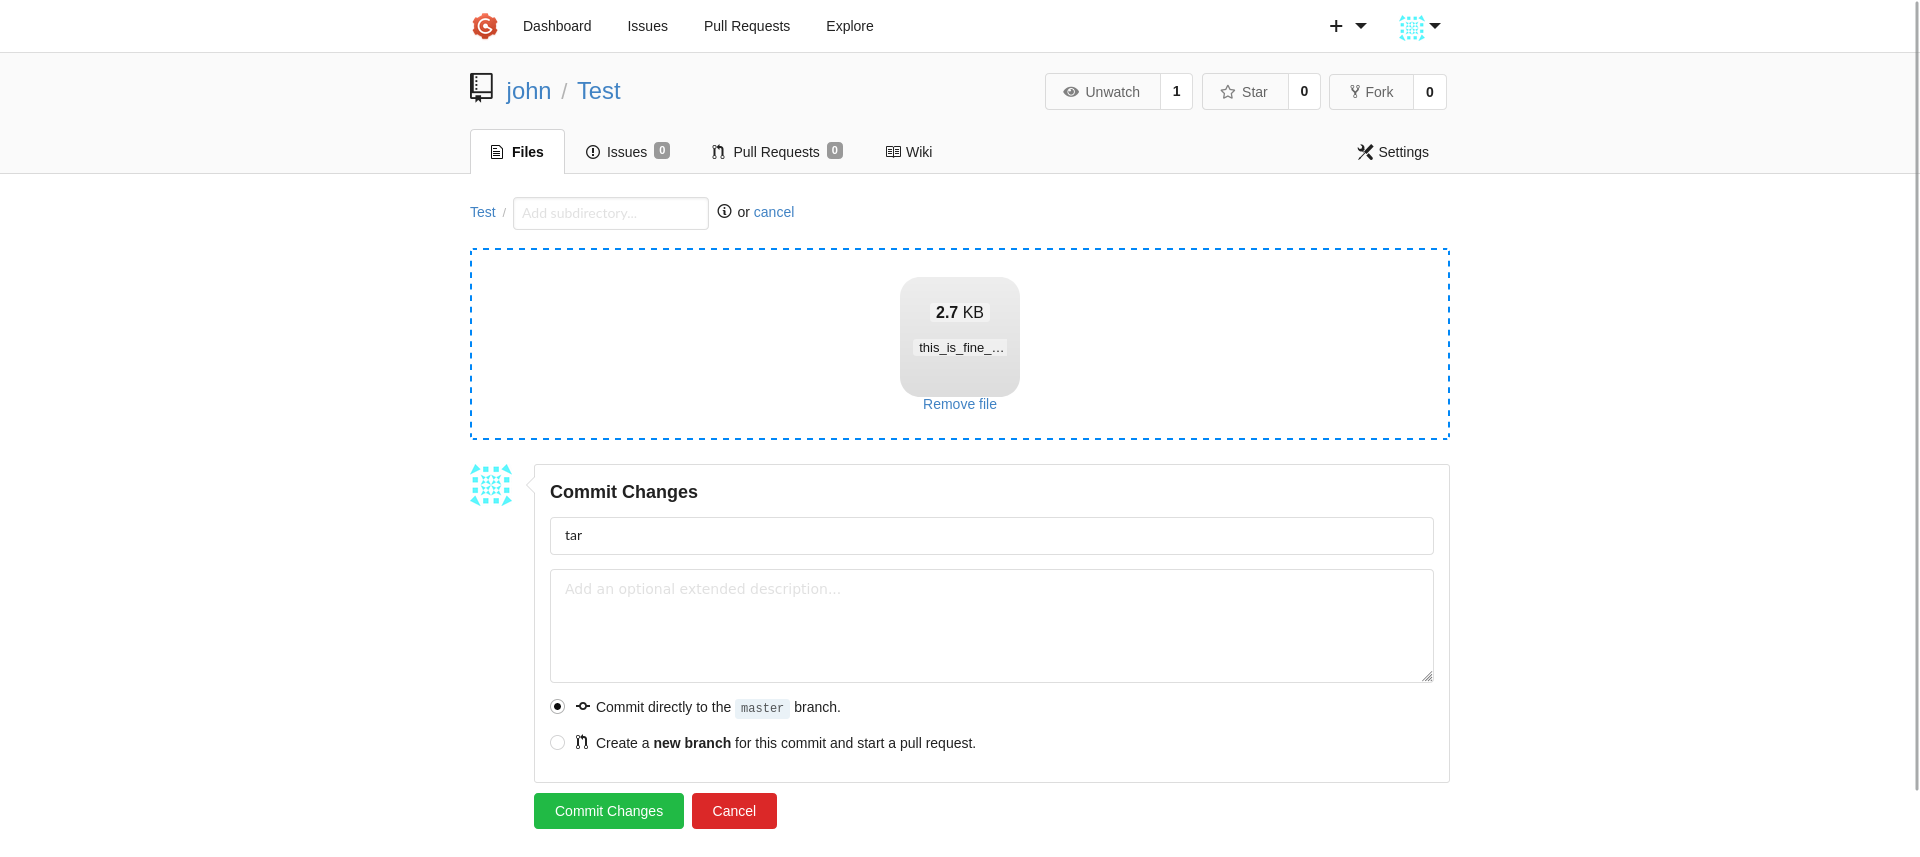 Dashboard Issues Pull Requests Explore
john / Test
Unwatch 1 Star 0 Fork 0
Files Issues 0 Pull Requests 0 Wiki Settings
Test / Add subdirectory... or cancel
2.7 KB
this_is_fine_…
Remove file
Commit Changes
tar
Add an optional extended description...
Commit directly to the master branch.
Create a new branch for this commit and start a pull request.
Commit Changes Cancel